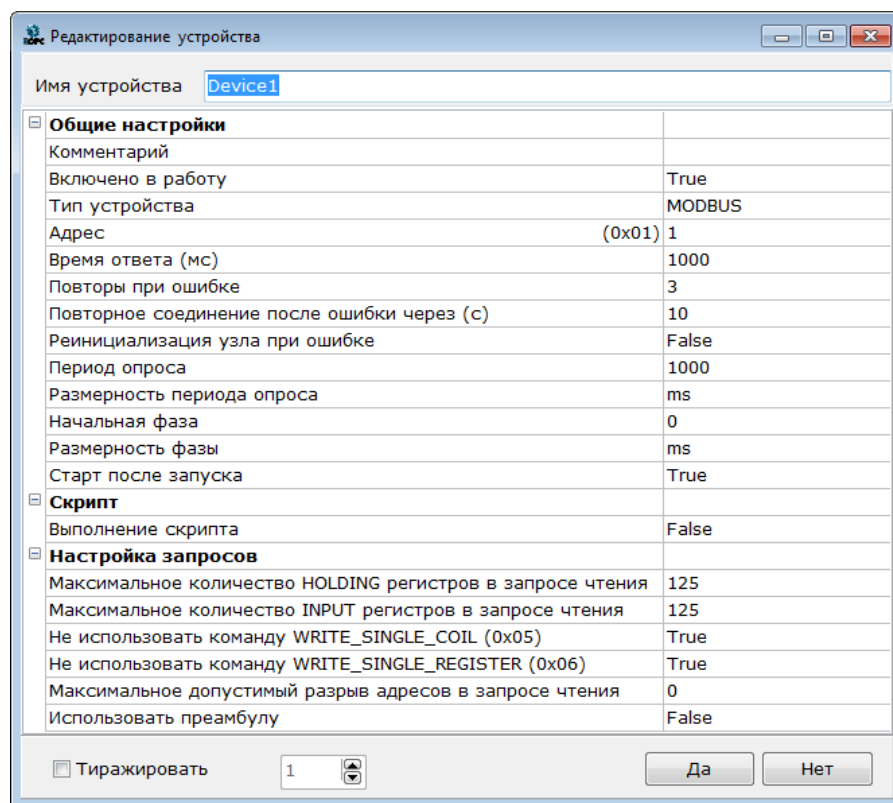 Редактирование устройства
Имя устройства Device1
Общие настройки
Комментарий
Включено в работу True
Тип устройства MODBUS
Адрес (0x01) 1
Время ответа (мс) 1000
Повторы при ошибке 3
Повторное соединение после ошибки через (с) 10
Реинициализация узла при ошибке False
Период опроса 1000
Размерность периода опроса ms
Начальная фаза 0
Размерность фазы ms
Старт после запуска True
Скрипт
Выполнение скрипта False
Настройка запросов
Максимальное количество HOLDING регистров в запросе чтения 125
Максимальное количество INPUT регистров в запросе чтения 125
Не использовать команду WRITE_SINGLE_COIL (0x05) True
Не использовать команду WRITE_SINGLE_REGISTER (0x06) True
Максимальное допустимый разрыв адресов в запросе чтения 0
Использовать преамбулу False
Тиражировать 1 Да Нет